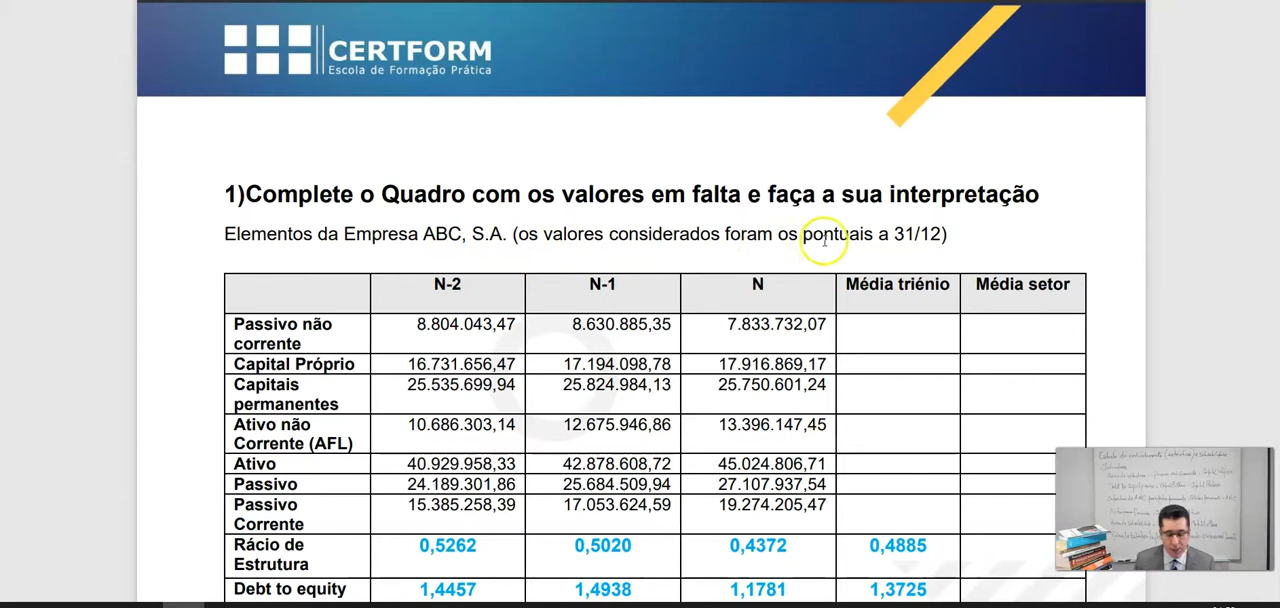 CERTFORM
Escola de Formação Prática
1)Complete o Quadro com os valores em falta e faça a sua interpretação
Elementos da Empresa ABC, S.A. (os valores considerados foram os pontuais a 31/12)
N-2 N-1 N Média triénio Média setor
Passivo não corrente 8.804.043,47 8.630.885,35 7.833.732,07
Capital Próprio 16.731.656,47 17.194.098,78 17.916.869,17
Capitais permanentes 25.535.699,94 25.824.984,13 25.750.601,24
Ativo não Corrente (AFL) 10.686.303,14 12.675.946,86 13.396.147,45
Ativo 40.929.958,33 42.878.608,72 45.024.806,71
Passivo 24.189.301,86 25.684.509,94 27.107.937,54
Passivo Corrente 15.385.258,39 17.053.624,59 19.274.205,47
Rácio de Estrutura 0,5262 0,5020 0,4372 0,4885
Debt to equity 1,4457 1,4938 1,1781 1,3725